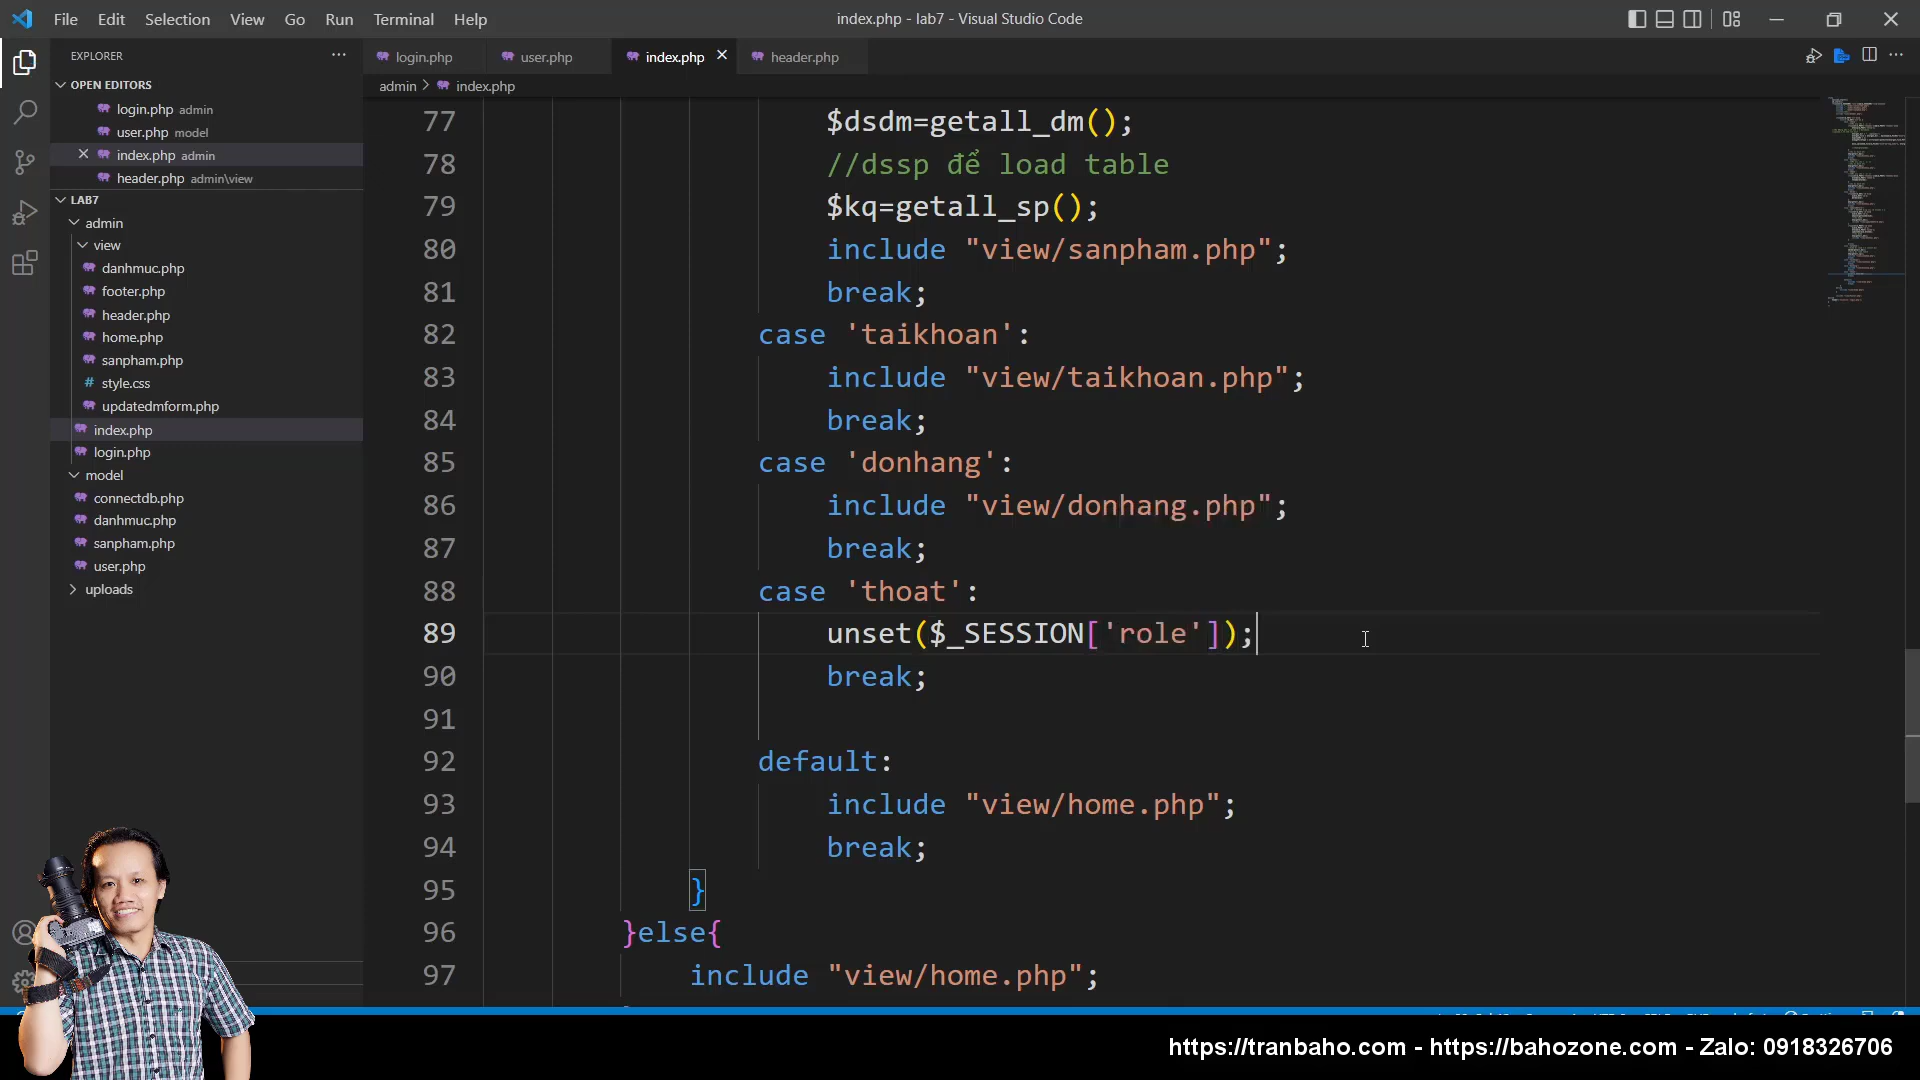 File Edit Selection View Go Run Terminal Help
index.php - lab7 - Visual Studio Code
EXPLORER
OPEN EDITORS
login.php admin
user.php model
index.php admin
header.php admin\view
LAB7
admin
view
danhmuc.php
footer.php
header.php
home.php
sanpham.php
style.css
updatedmform.php
index.php
login.php
model
connectdb.php
danhmuc.php
sanpham.php
user.php
uploads
login.php user.php index.php header.php
admin > index.php
77 $dsdm=getall_dm();
78 //dssp để load table
79 $kq=getall_sp();
80 include "view/sanpham.php";
81 break;
82 case 'taikhoan':
83 include "view/taikhoan.php";
84 break;
85 case 'donhang':
86 include "view/donhang.php";
87 break;
88 case 'thoat':
89 unset($_SESSION['role']);
90 break;
91
92 default:
93 include "view/home.php";
94 break;
95 }
96 }else{
97 include "view/home.php";
https://tranbaho.com - https://bahozone.com - Zalo: 0918326706